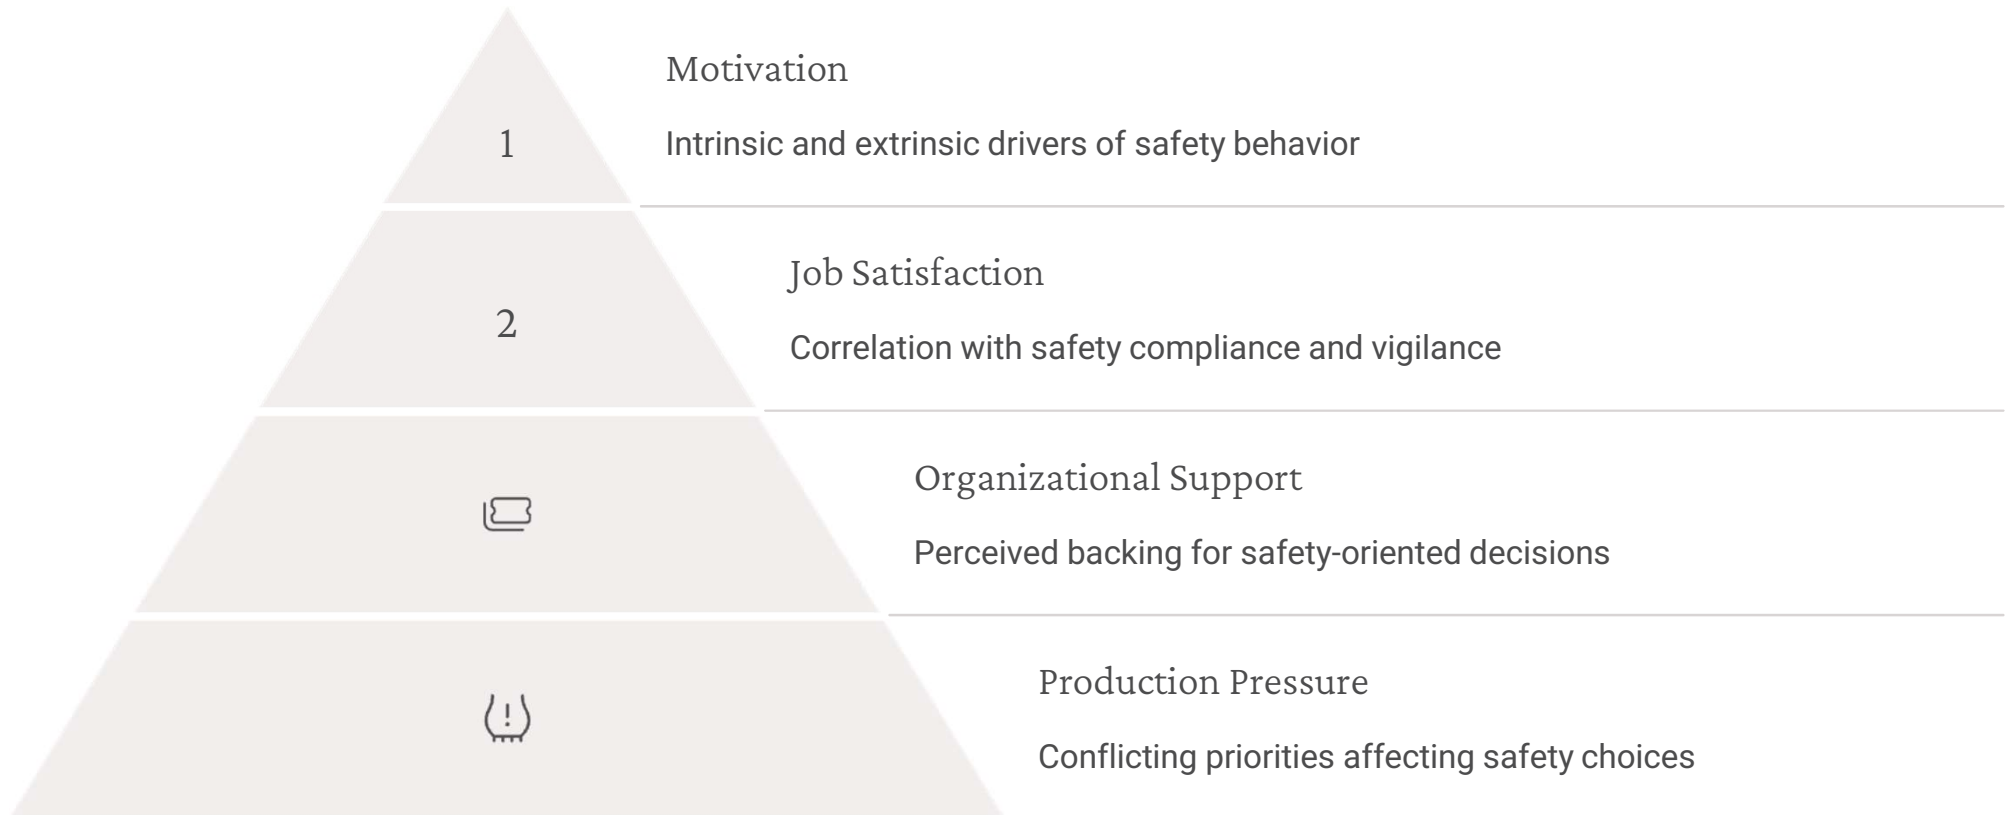 Motivation
1
Intrinsic and extrinsic drivers of safety behavior
Job Satisfaction
2
Correlation with safety compliance and vigilance
Organizational Support
Perceived backing for safety-oriented decisions
Production Pressure
!
Conflicting priorities affecting safety choices